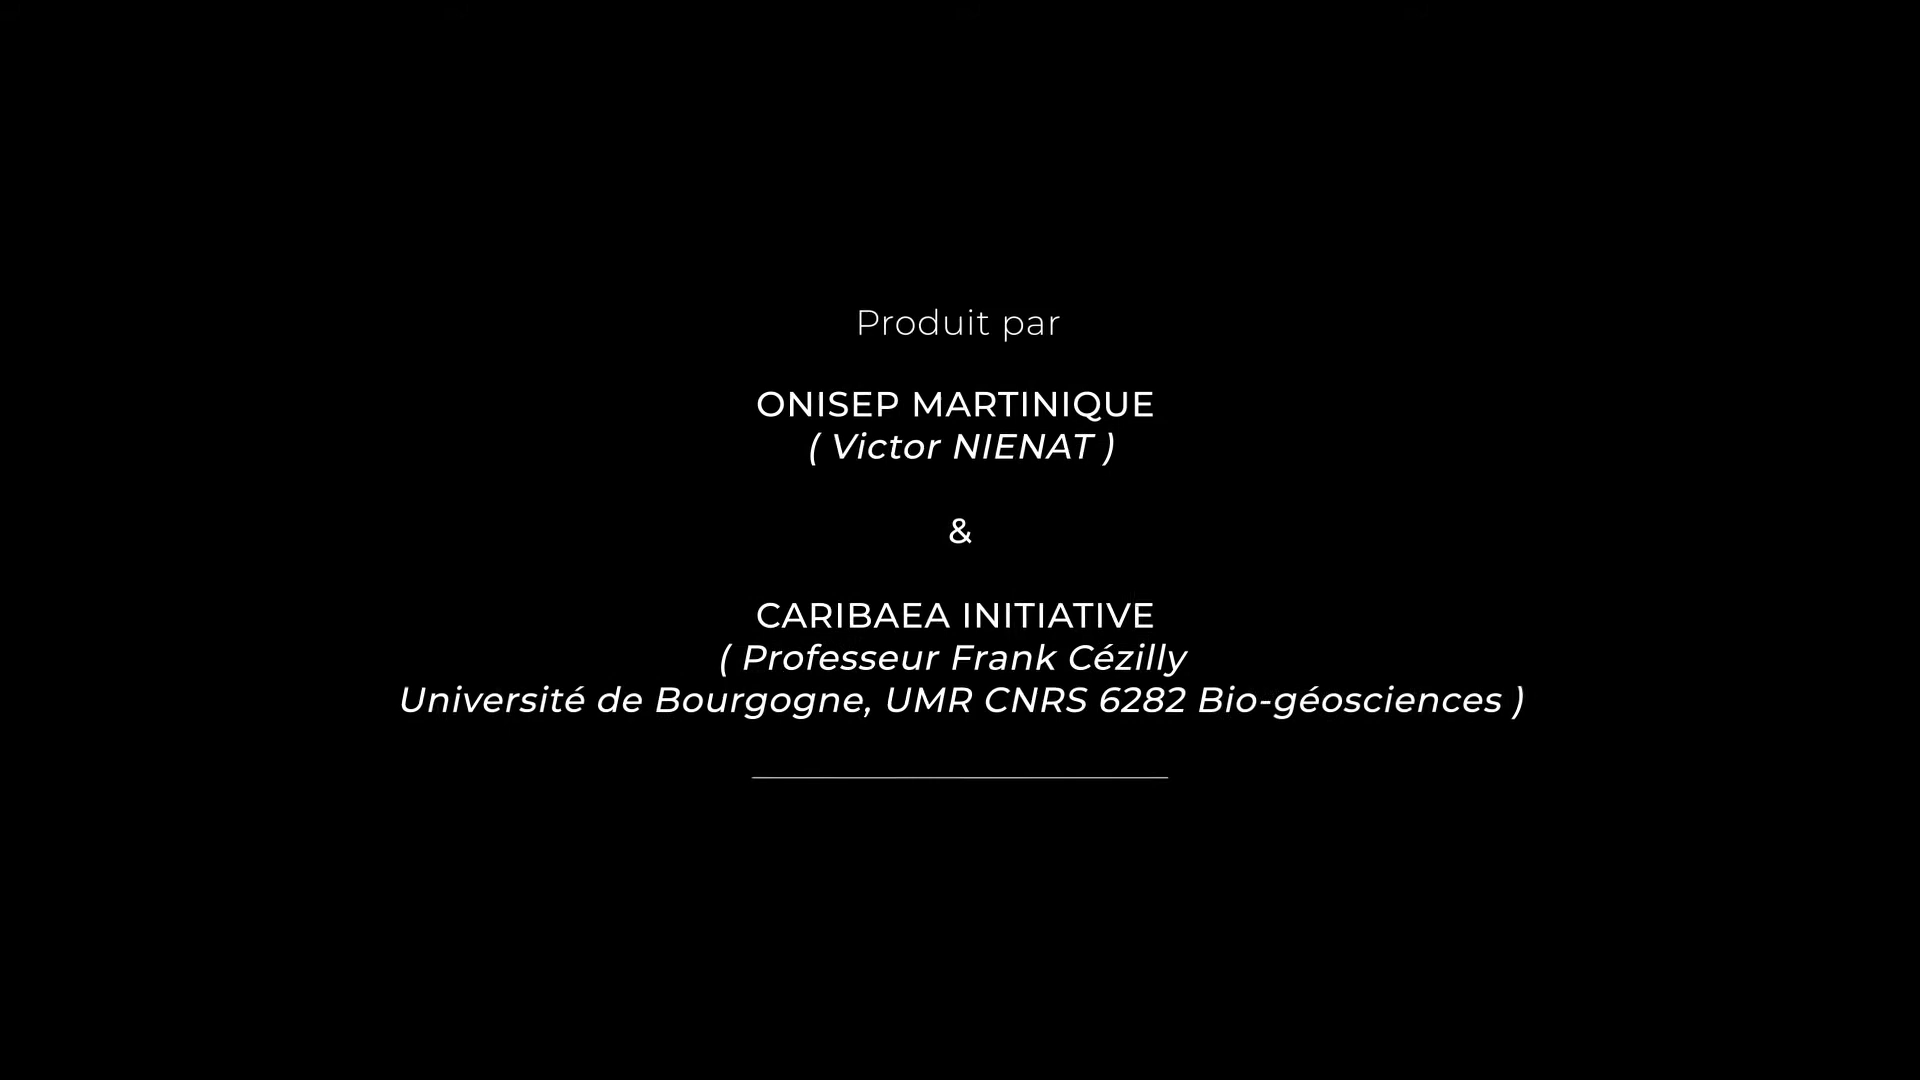 Produit par
ONISEP MARTINIQUE
( Victor NIENAT )
&
CARIBAEA INITIATIVE
( Professeur Frank Cézilly
Université de Bourgogne, UMR CNRS 6282 Bio-géosciences )